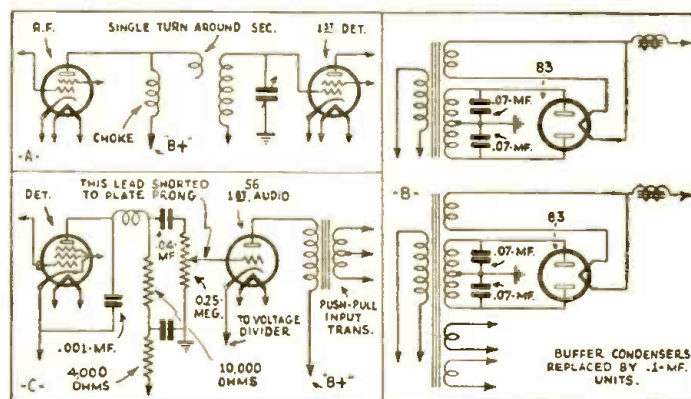 R.F.
SINGLE TURN AROUND SEC.
1ST DET.
CHOKE
"B+"
-A-
DET.
THIS LEAD SHORTED
TO PLATE PRONG
56
1ST. AUDIO
.04-
MF.
0.25-
MEG.
TO VOLTAGE
DIVIDER
PUSH-PULL
INPUT
TRANS.
.001-MF.
4,000
OHMS
10,000
OHMS
"B+"
-C-
83
.07-MF.
.07-MF.
-B-
83
.07-MF.
.07-MF.
BUFFER CONDENSERS
REPLACED BY .1-MF.
UNITS.